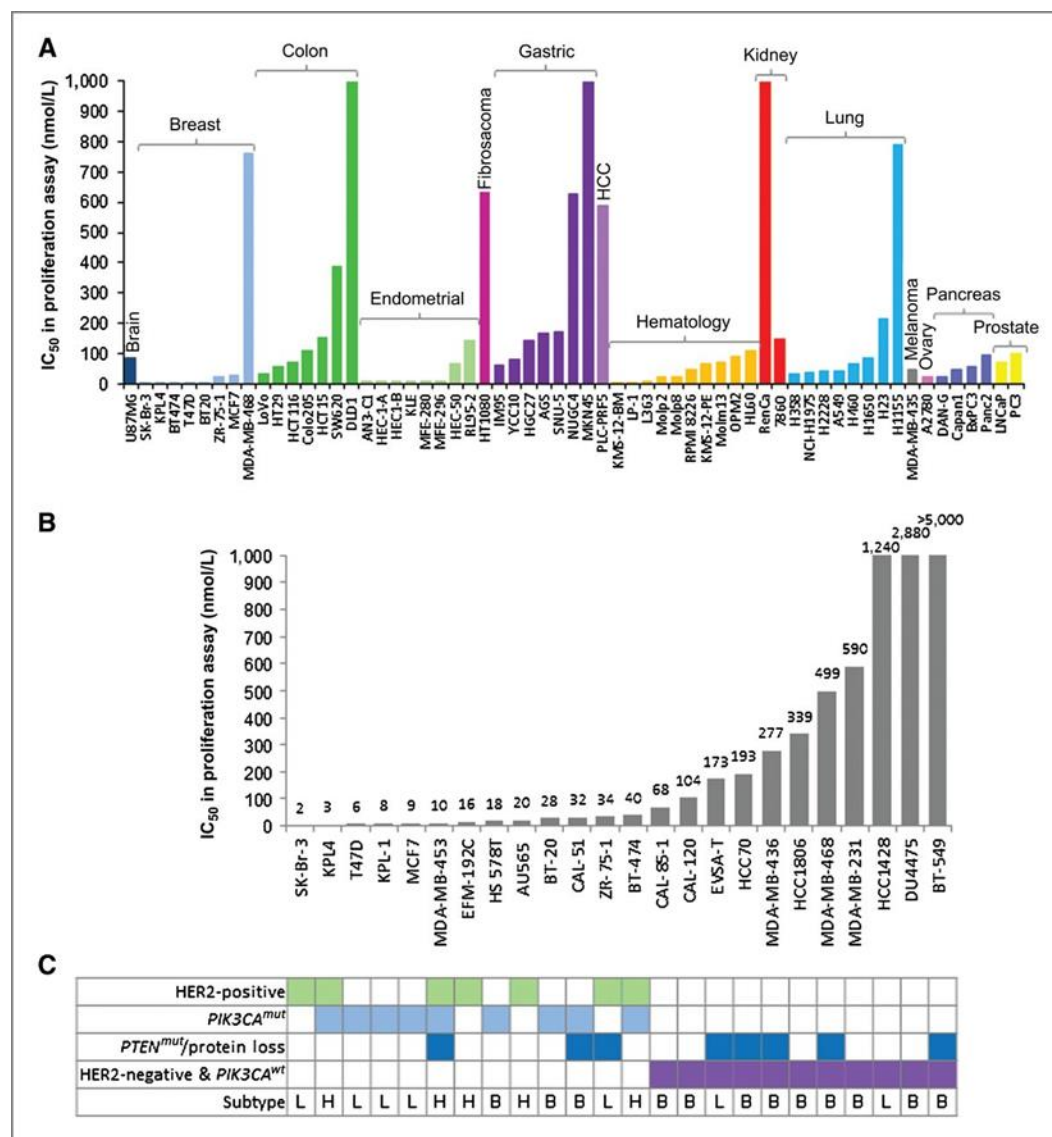 A
IC50 in proliferation assay (nmol/L)
1,000
900
800
700
600
500
400
300
200
100
0
Brain
Breast
Colon
Endometrial
Fibrosacoma
Gastric
HCC
Hematology
Kidney
Lung
Melanoma
Ovary
Pancreas
Prostate
U87MG
SK-Br-3
KPL4
BT474
T47D
BT20
ZR-75-1
MCF7
MDA-MB-468
LoVo
HT29
HCT116
Colo205
HCT15
SW620
DLD1
AN3-C1
HEC-1-A
HEC1-B
KLE
MFE-280
MFE-296
HEC-50
RL95-2
HT1080
IM95
YCC10
HGC27
AGS
SNU-5
NUGC4
MKN45
PLC-PRF5
KMS-12-BM
LP-1
L363
Molp2
Molp8
RPMI 8226
KMS-12-PE
Molm13
OPM2
HL60
RenCa
786O
H358
NCI-H1975
H2228
A549
H460
H1650
H23
H1155
MDA-MB-435
A2780
DAN-G
Capan1
BxPC3
Panc2
LNCaP
PC3
B
IC50 in proliferation assay (nmol/L)
1,000
900
800
700
600
500
400
300
200
100
0
2
3
6
8
9
10
16
18
20
28
32
34
40
68
104
173
193
277
339
499
590
1,240
2,880
>5,000
SK-Br-3
KPL4
T47D
KPL-1
MCF7
MDA-MB-453
EFM-192C
HS 578T
AU565
BT-20
CAL-51
ZR-75-1
BT-474
CAL-85-1
CAL-120
EVSA-T
HCC70
MDA-MB-436
HCC1806
MDA-MB-468
MDA-MB-231
HCC1428
DU4475
BT-549
C
HER2-positive
PIK3CAmut
PTENmut/protein loss
HER2-negative & PIK3CAwt
Subtype L H L L L H H B H B B L H B B L B B B B B L B B